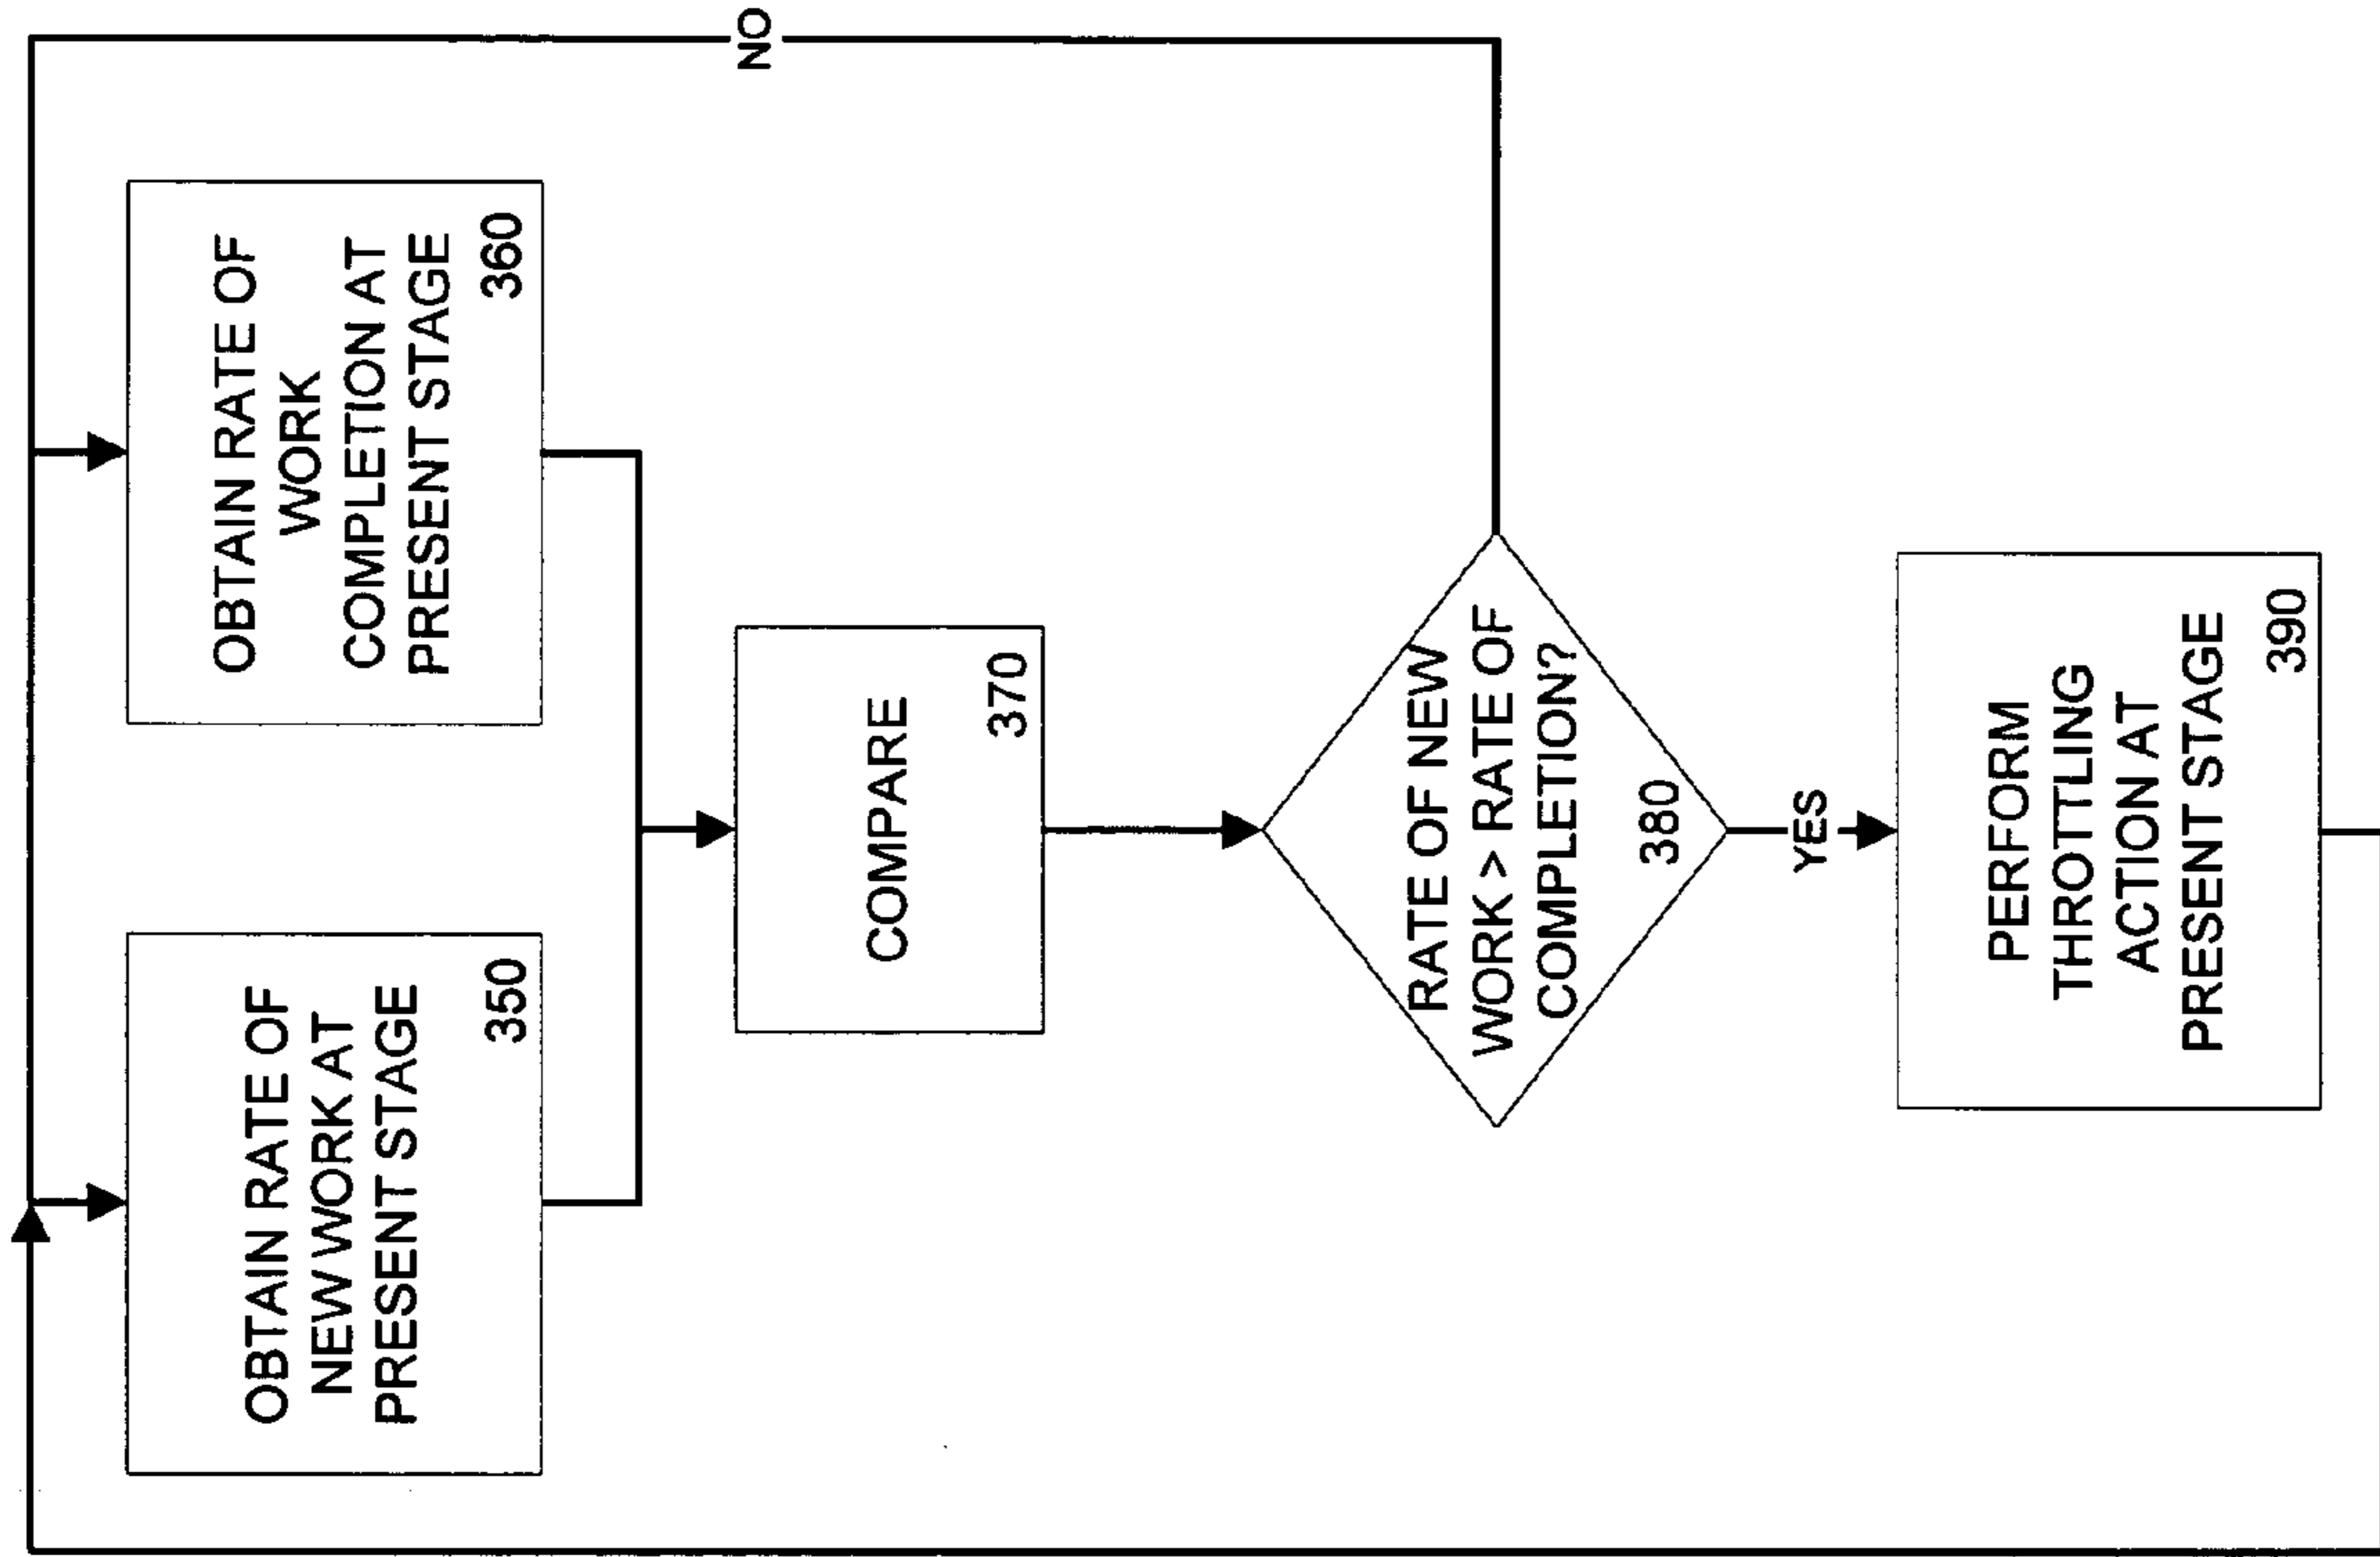 OBTAIN RATE OF
NEW WORK AT
PRESENT STAGE
350
OBTAIN RATE OF
WORK
COMPLETION AT
PRESENT STAGE
360
COMPARE
370
RATE OF NEW
WORK > RATE OF
COMPLETION?
380
NO
YES
PERFORM
THROTTLING
ACTION AT
PRESENT STAGE
390